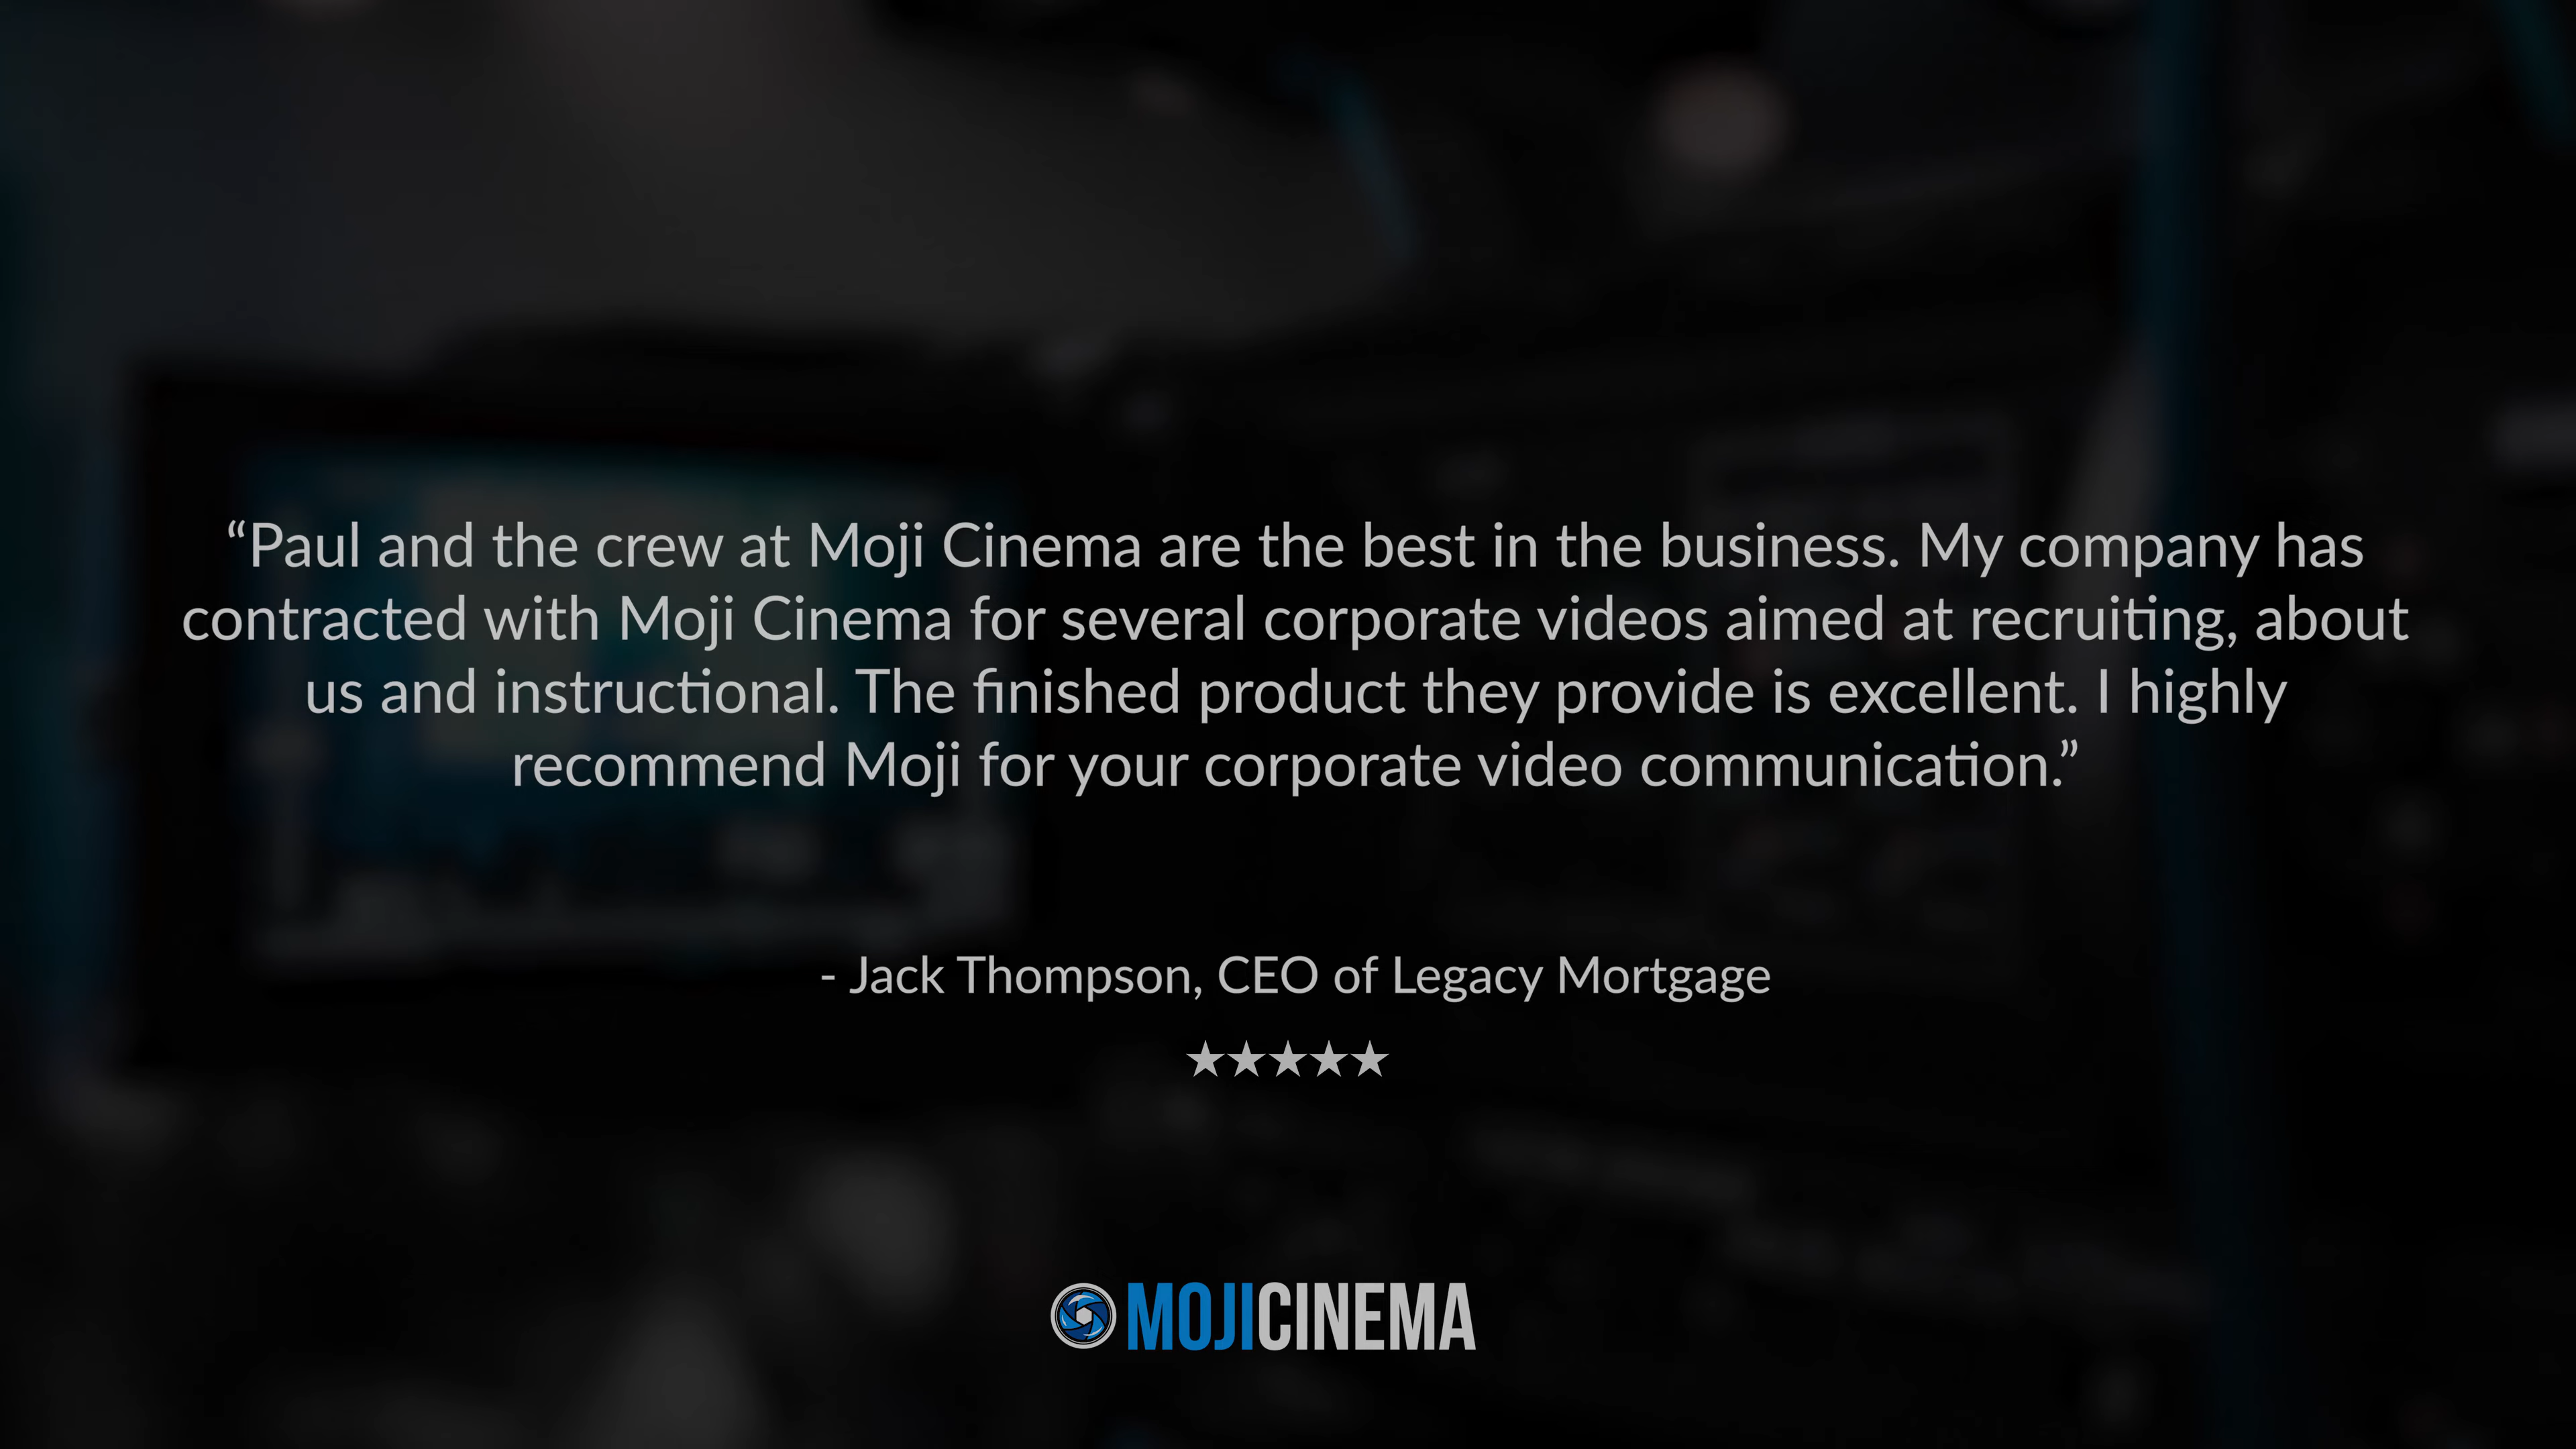 “Paul and the crew at Moji Cinema are the best in the business. My company has
contracted with Moji Cinema for several corporate videos aimed at recruiting, about
us and instructional. The finished product they provide is excellent. I highly
recommend Moji for your corporate video communication.”
- Jack Thompson, CEO of Legacy Mortgage
★★★★★
MOJICINEMA